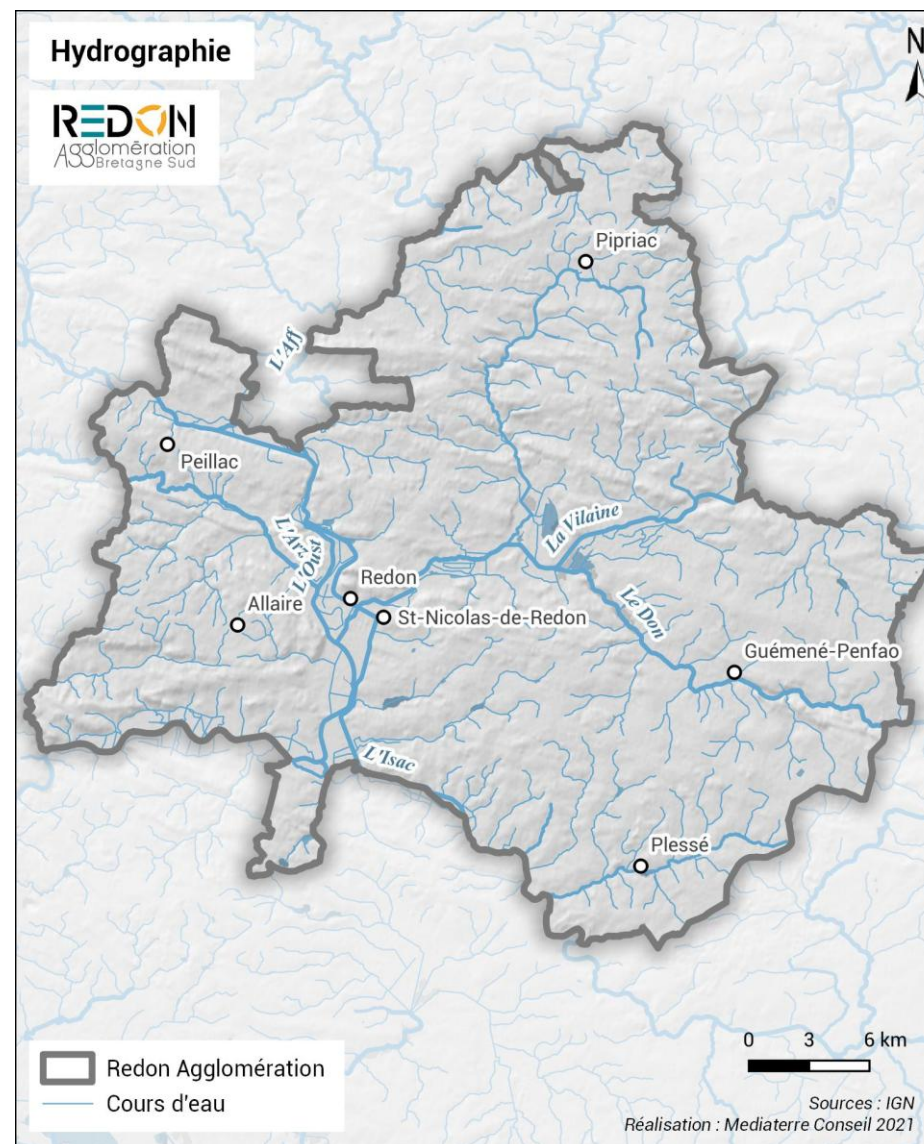 Hydrographie
N
REDON
Agglomération
Bretagne Sud
Pipriac
L'Aff
Peillac
La Vilaine
L'Arz
L'Oust
Redon
Allaire
St-Nicolas-de-Redon
Le Don
Guémené-Penfao
L'Isac
Plessé
0 3 6 km
Redon Agglomération
Cours d'eau
Sources : IGN
Réalisation : Mediaterre Conseil 2021